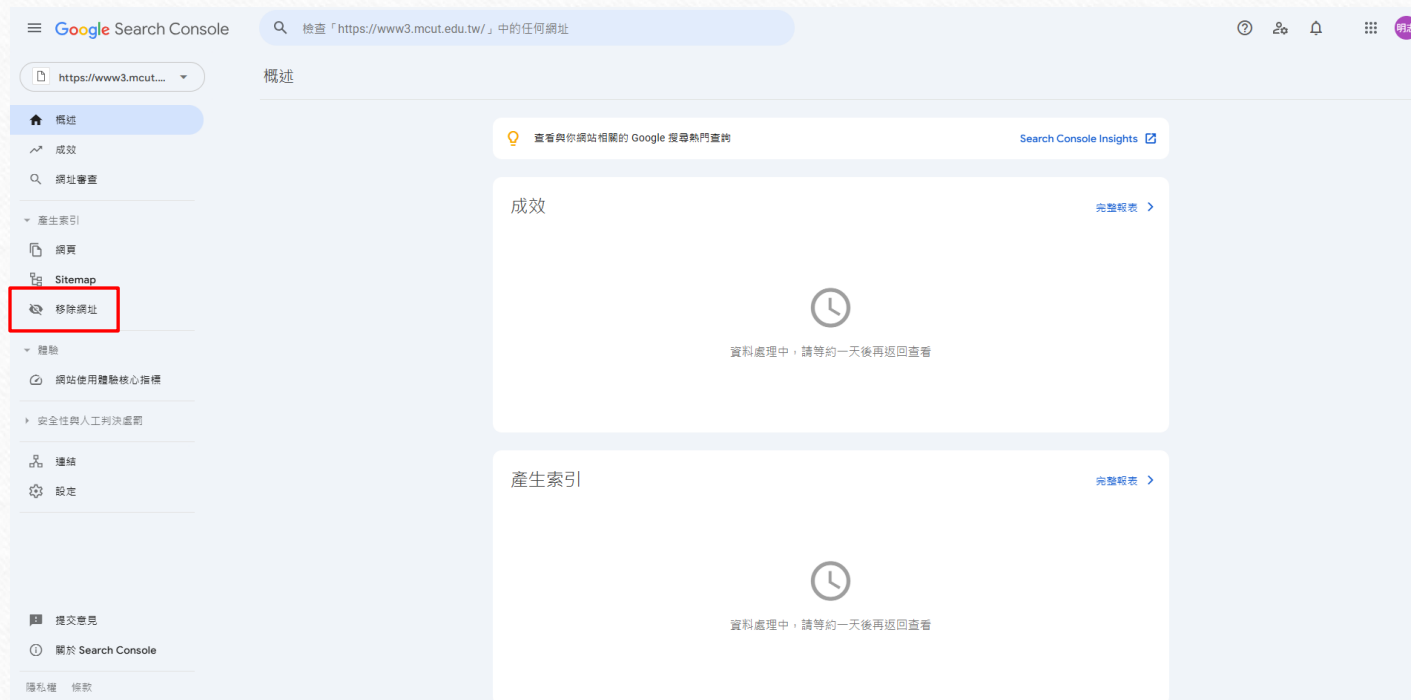 Google Search Console
檢查「https://www3.mcut.edu.tw/」中的任何網址
明志
https://www3.mcut....
概述
概述
成效
網址審查
產生索引
網頁
Sitemap
移除網址
體驗
網站使用體驗核心指標
安全性與人工判決處罰
連結
設定
提交意見
關於 Search Console
隱私權 條款
查看與你網站相關的 Google 搜尋熱門查詢
Search Console Insights
成效
完整報表
資料處理中，請等約一天後再返回查看
產生索引
完整報表
資料處理中，請等約一天後再返回查看